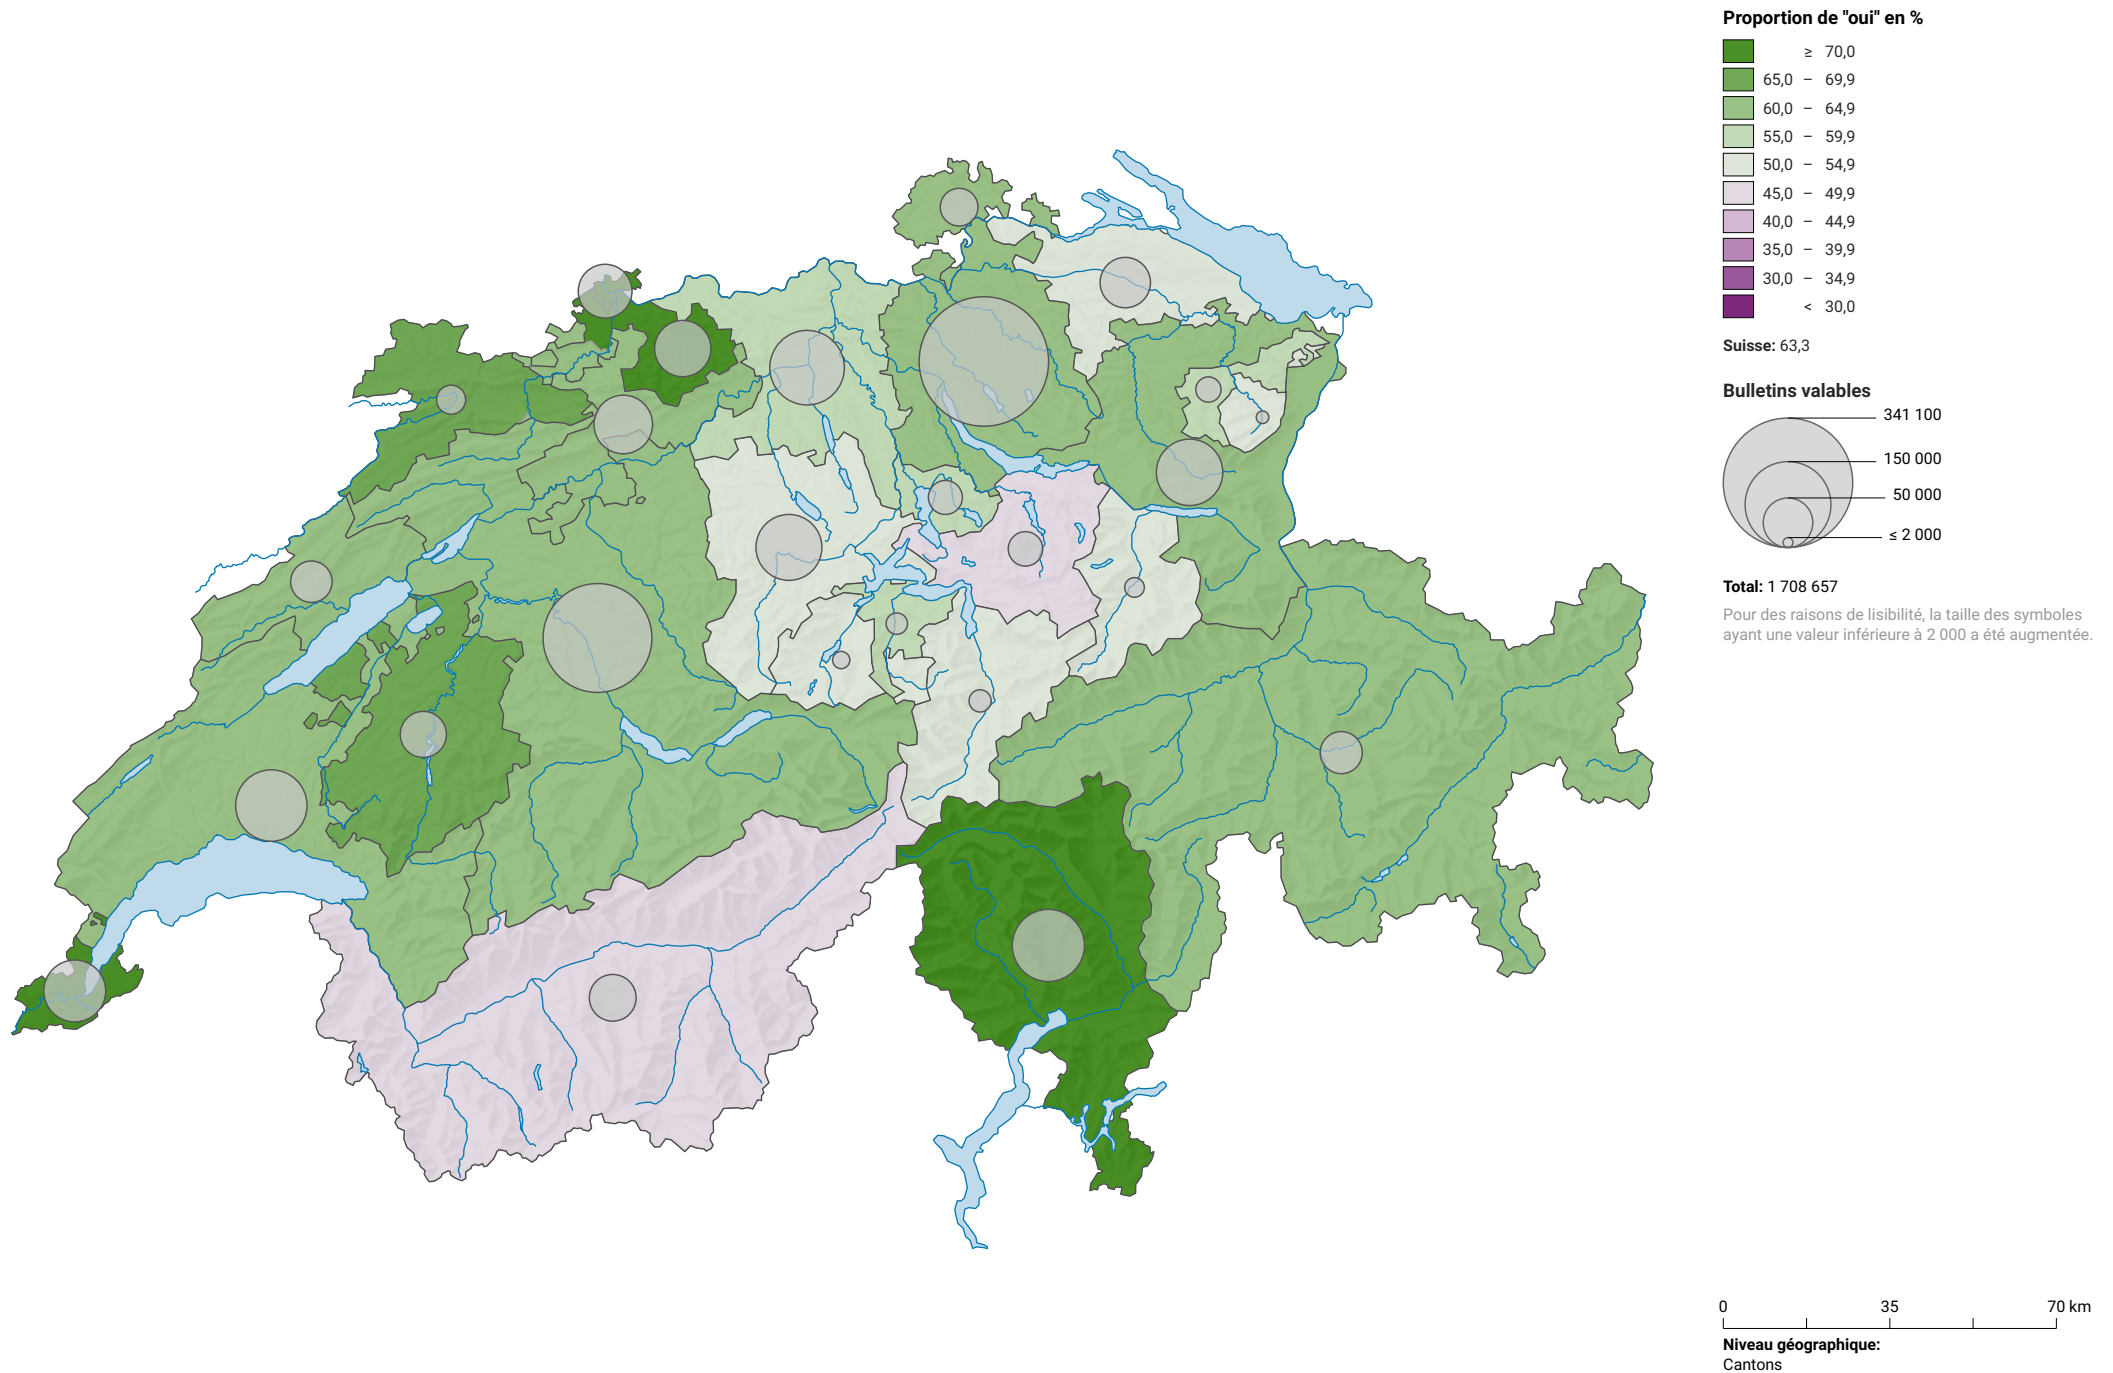 Proportion de "oui" en %
≥ 70,0
65,0 – 69,9
60,0 – 64,9
55,0 – 59,9
50,0 – 54,9
45,0 – 49,9
40,0 – 44,9
35,0 – 39,9
30,0 – 34,9
< 30,0
Suisse: 63,3
Bulletins valables
341 100
150 000
50 000
≤ 2 000
Total: 1 708 657
Pour des raisons de lisibilité, la taille des symboles
ayant une valeur inférieure à 2 000 a été augmentée.
0 35 70 km
Niveau géographique:
Cantons